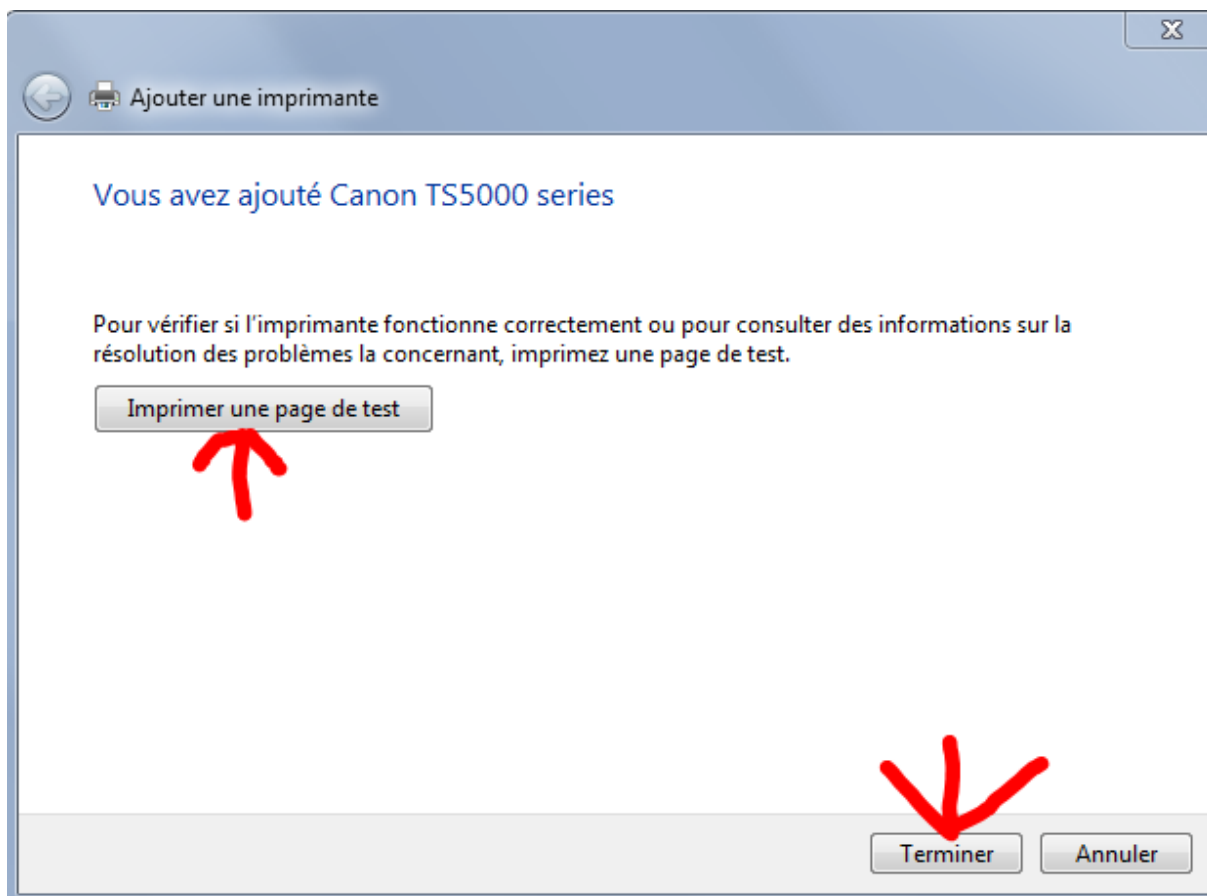 Ajouter une imprimante
Vous avez ajouté Canon TS5000 series
Pour vérifier si l'imprimante fonctionne correctement ou pour consulter des informations sur la
résolution des problèmes la concernant, imprimez une page de test.
Imprimer une page de test
Terminer
Annuler